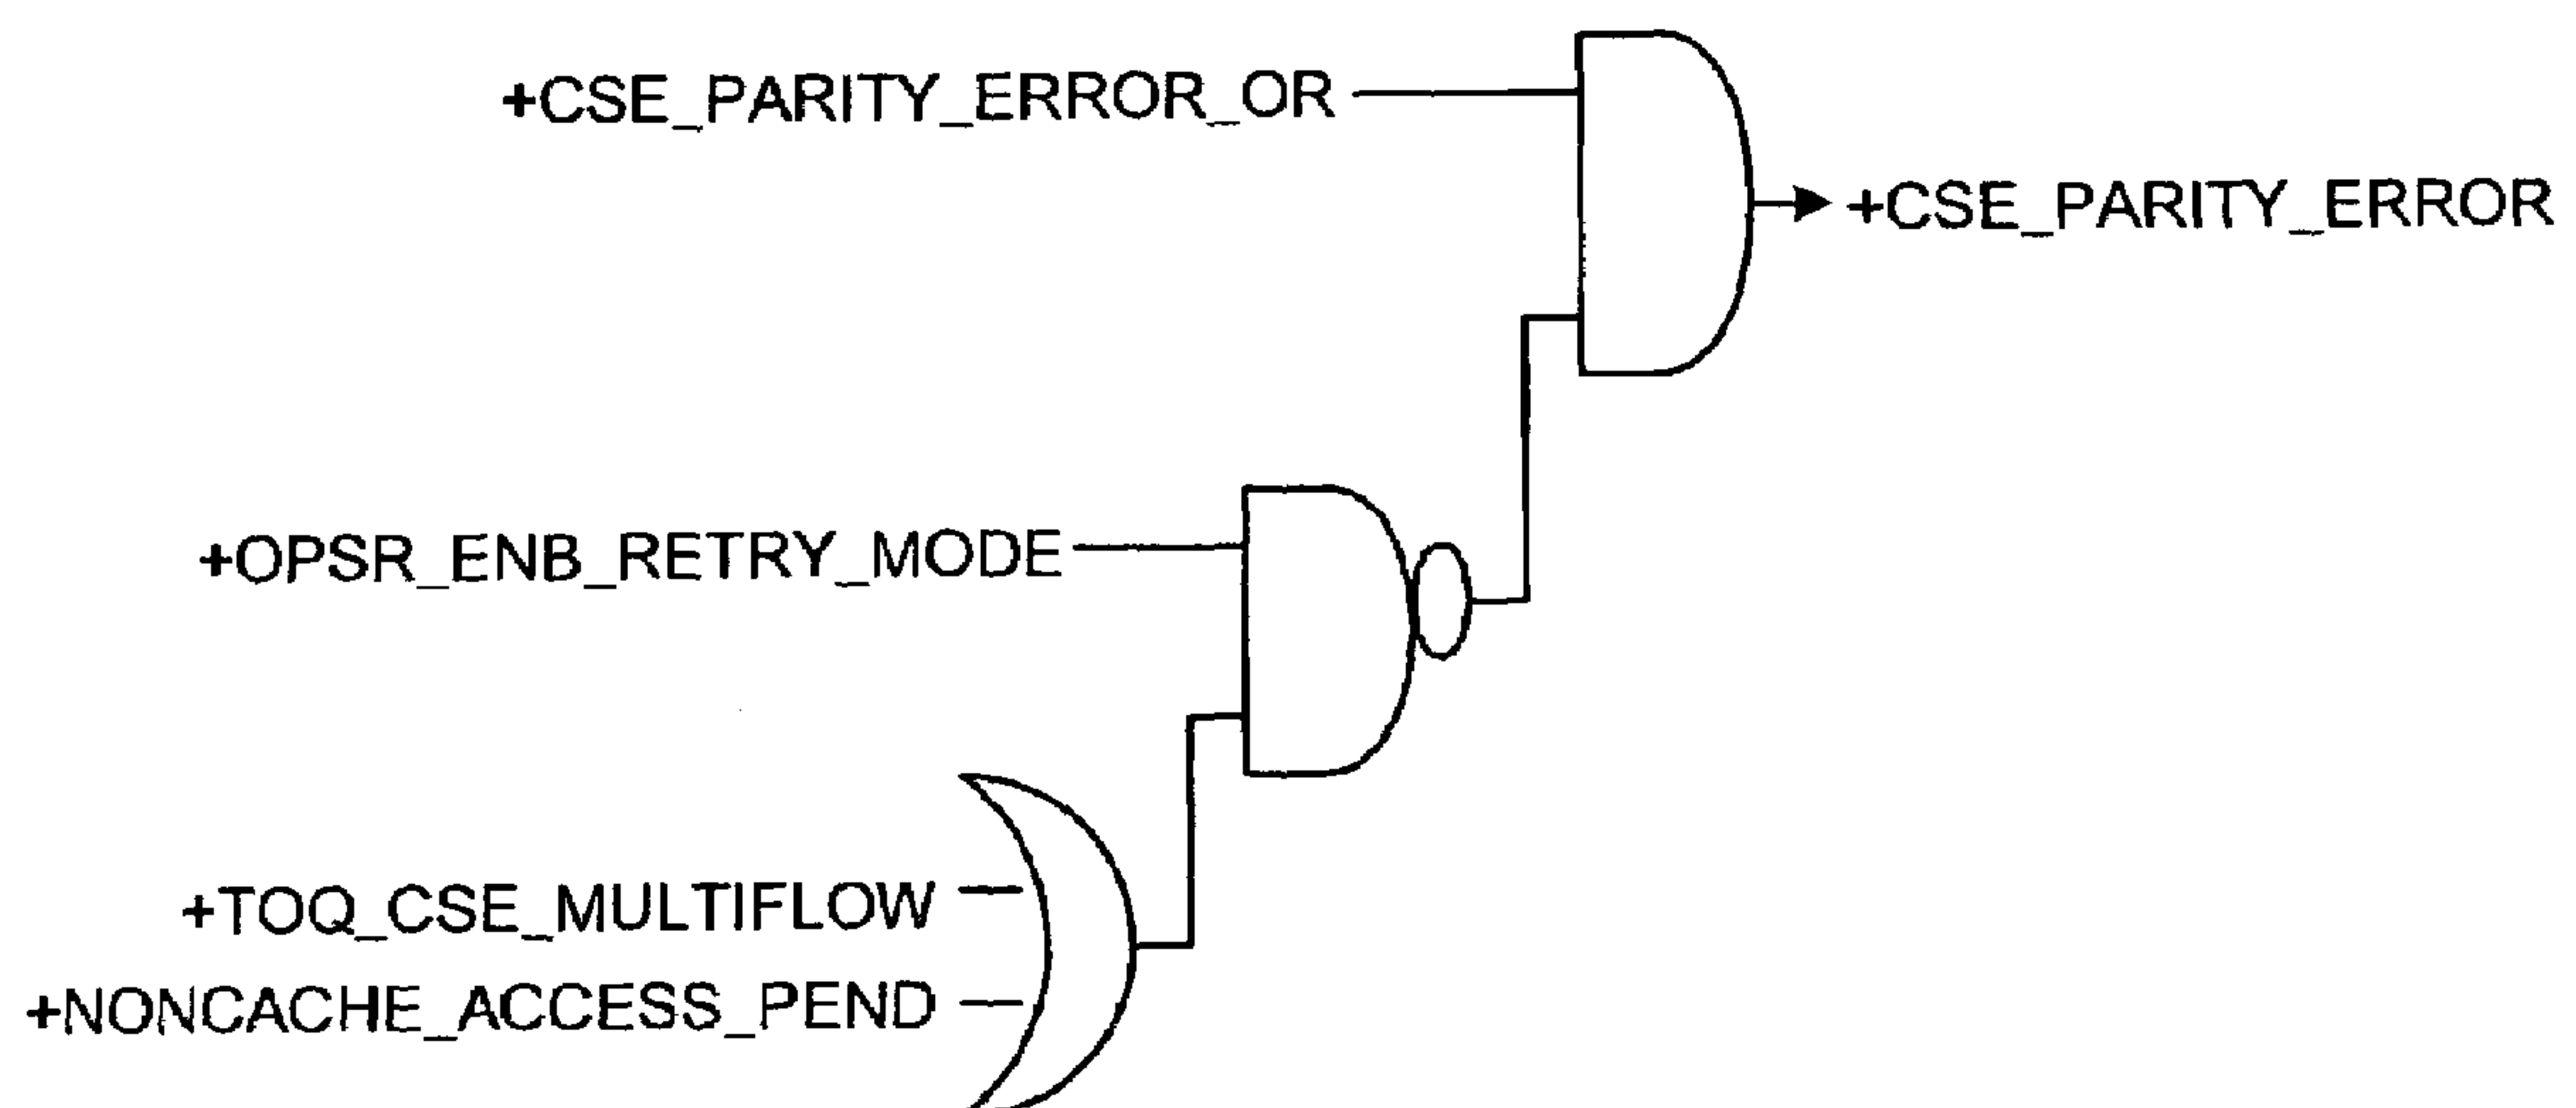 +CSE_PARITY_ERROR_OR
+CSE_PARITY_ERROR
+OPSR_ENB_RETRY_MODE
+TOQ_CSE_MULTIFLOW
+NONCACHE_ACCESS_PEND